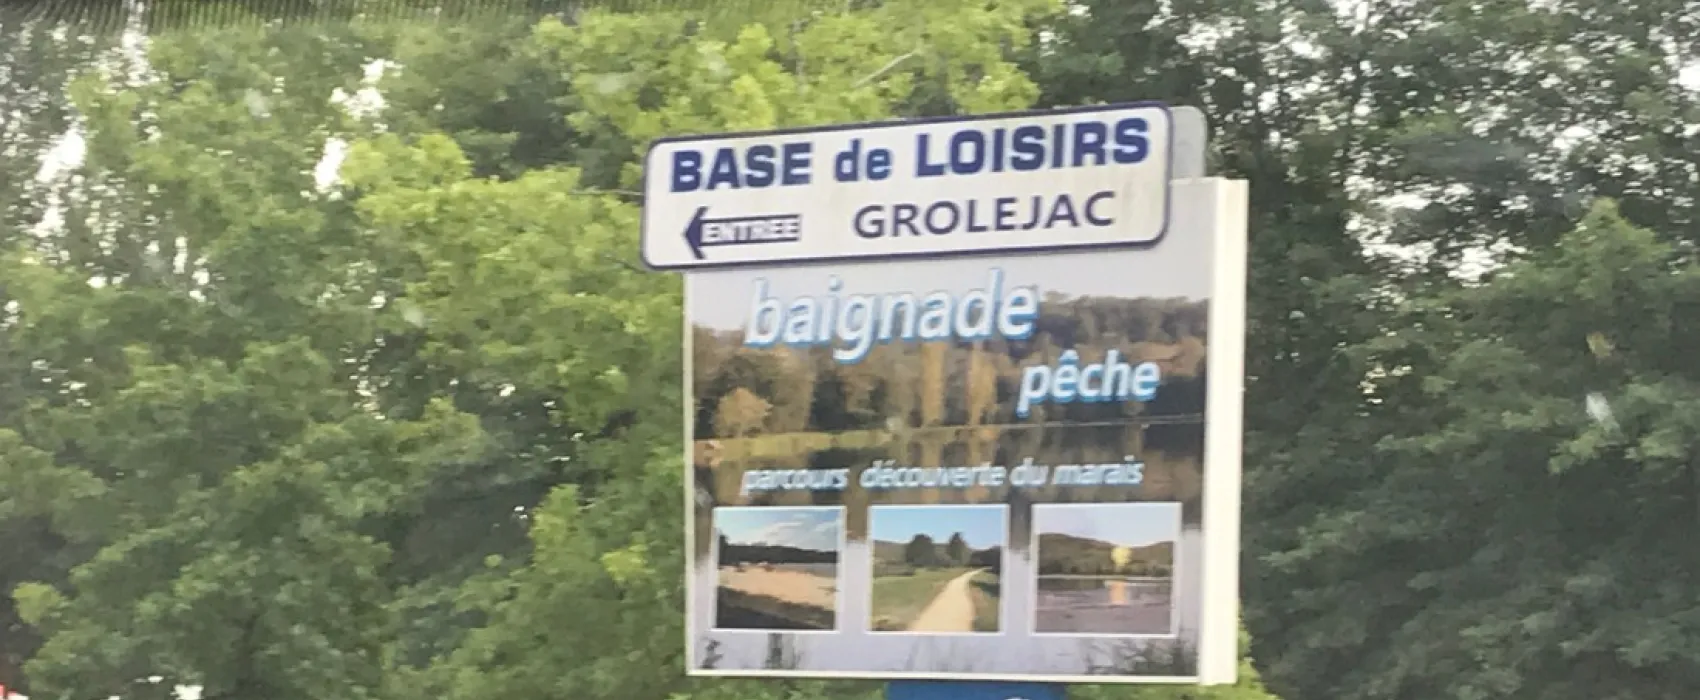 BASE de LOISIRS
ENTREE GROLEJAC
baignade
pêche
parcours découverte du marais